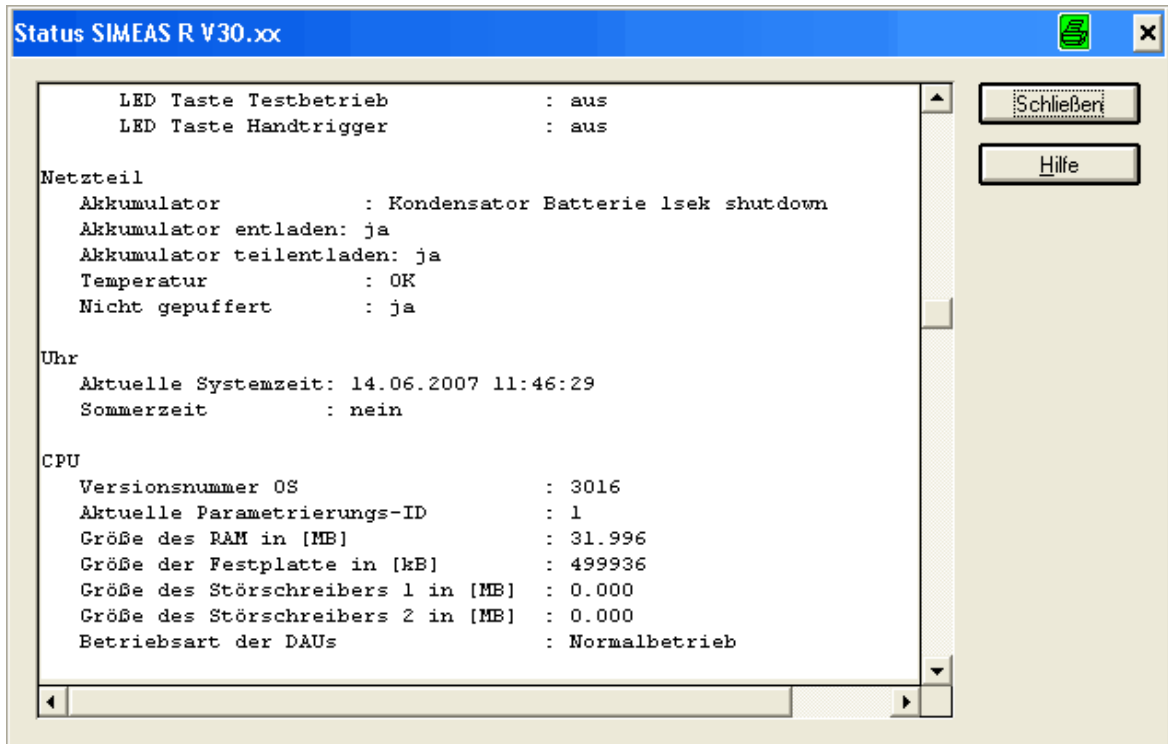 Status SIMEAS R V30.xx
LED Taste Testbetrieb : aus
LED Taste Handtrigger : aus
Netzteil
Akkumulator : Kondensator Batterie 1sek shutdown
Akkumulator entladen: ja
Akkumulator teilentladen: ja
Temperatur : OK
Nicht gepuffert : ja
Uhr
Aktuelle Systemzeit: 14.06.2007 11:46:29
Sommerzeit : nein
CPU
Versionsnummer OS : 3016
Aktuelle Parametrierungs-ID : 1
Größe des RAM in [MB] : 31.996
Größe der Festplatte in [kB] : 499936
Größe des Störschreibers 1 in [MB] : 0.000
Größe des Störschreibers 2 in [MB] : 0.000
Betriebsart der DAUs : Normalbetrieb
Schließen
Hilfe